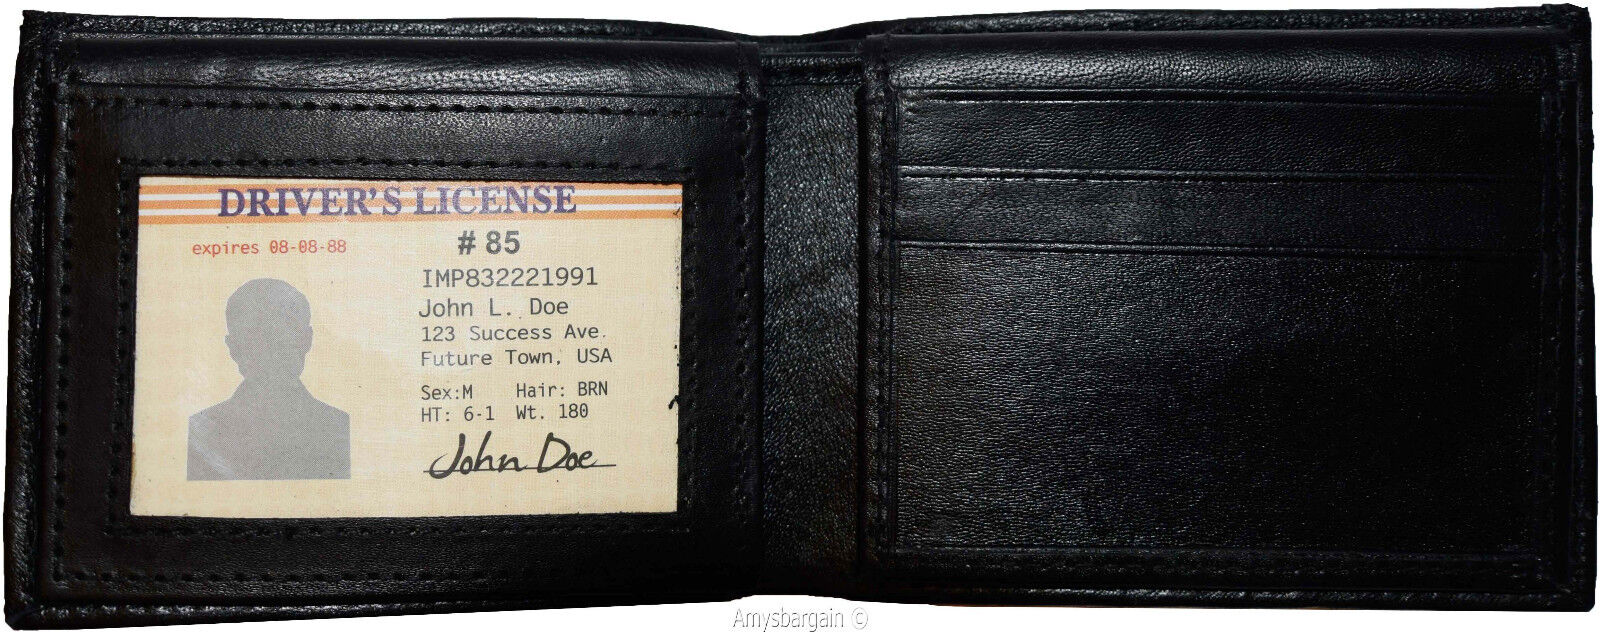 DRIVER'S LICENSE
expires 08-08-88
# 85
IMP832221991
John L. Doe
123 Success Ave.
Future Town, USA
Sex:M Hair: BRN
HT: 6-1 Wt. 180
John Doe
Amysbargain ©